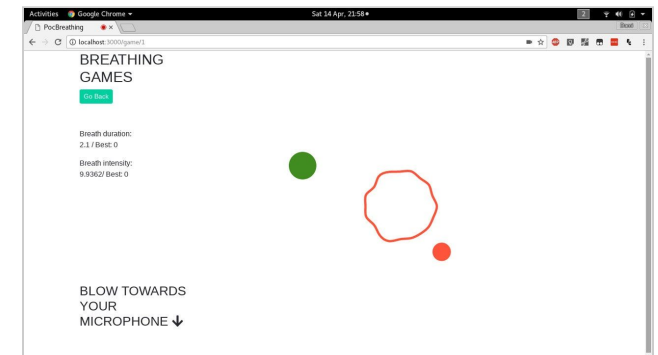 Activities Google Chrome Sat 14 Apr, 21:58 2
PocBreathing
localhost:3000/game/1
BREATHING
GAMES
Go Back
Breath duration:
2.1 / Best: 0
Breath intensity:
9.9362/ Best: 0
BLOW TOWARDS
YOUR
MICROPHONE